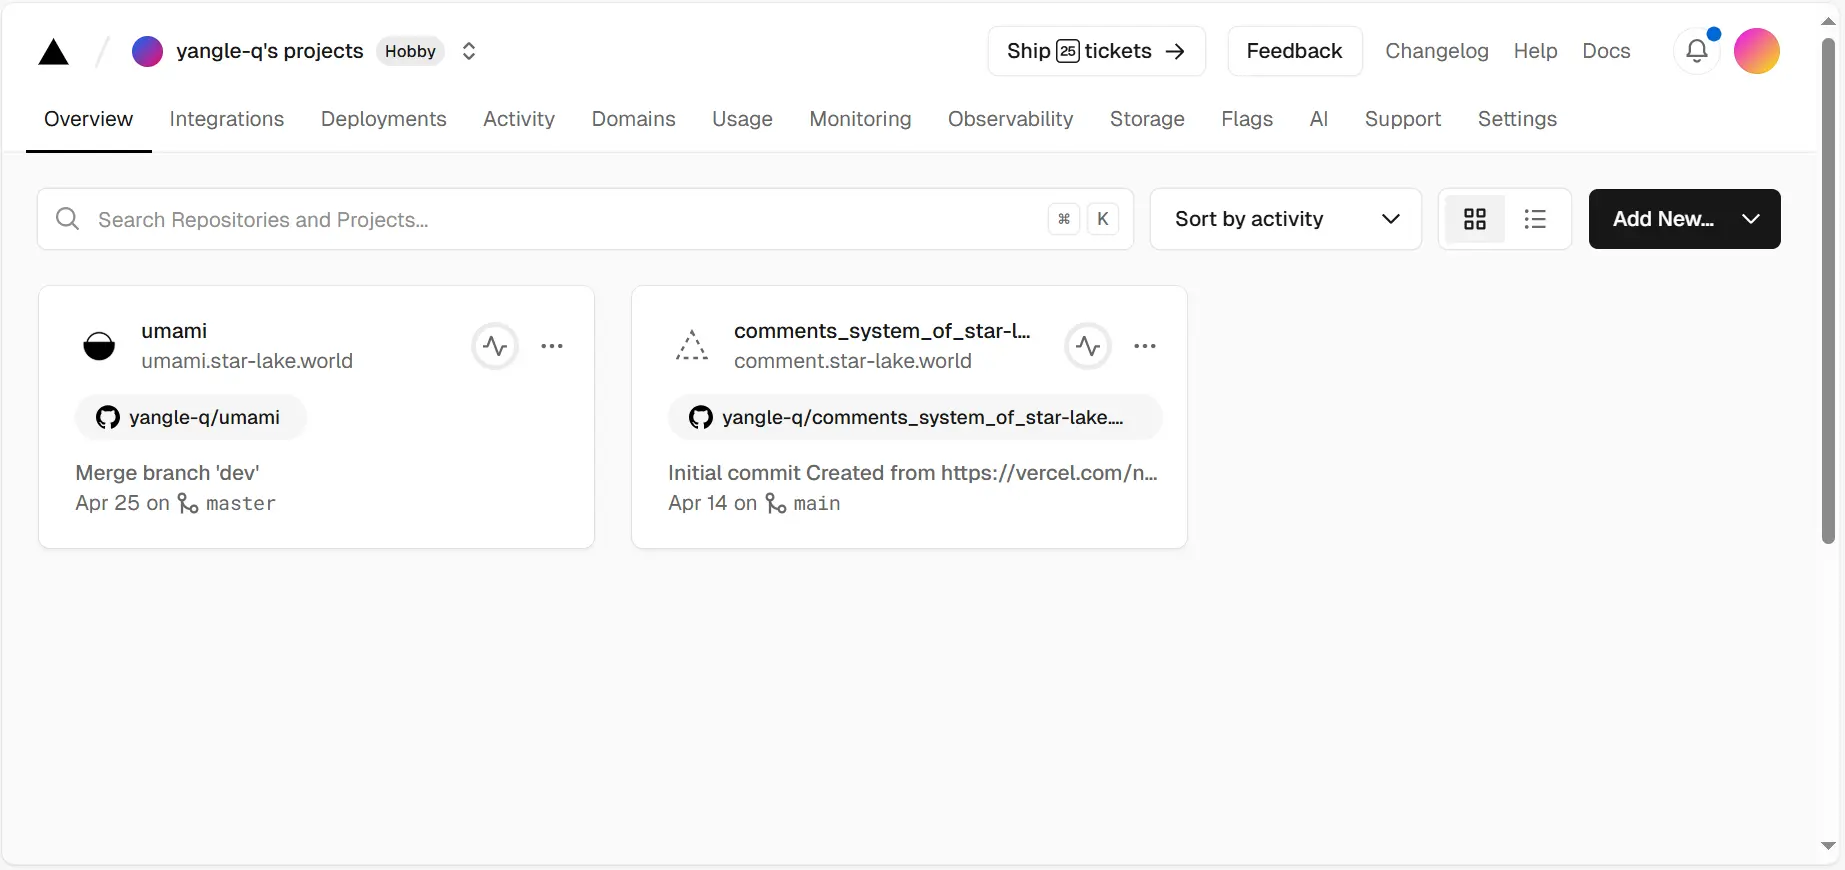 yangle-q's projects Hobby
Ship 25 tickets → Feedback Changelog Help Docs
Overview Integrations Deployments Activity Domains Usage Monitoring Observability Storage Flags AI Support Settings
Search Repositories and Projects... ⌘ K Sort by activity Add New...
umami
umami.star-lake.world
yangle-q/umami
Merge branch 'dev'
Apr 25 on master
comments_system_of_star-l...
comment.star-lake.world
yangle-q/comments_system_of_star-lake....
Initial commit Created from https://vercel.com/n...
Apr 14 on main